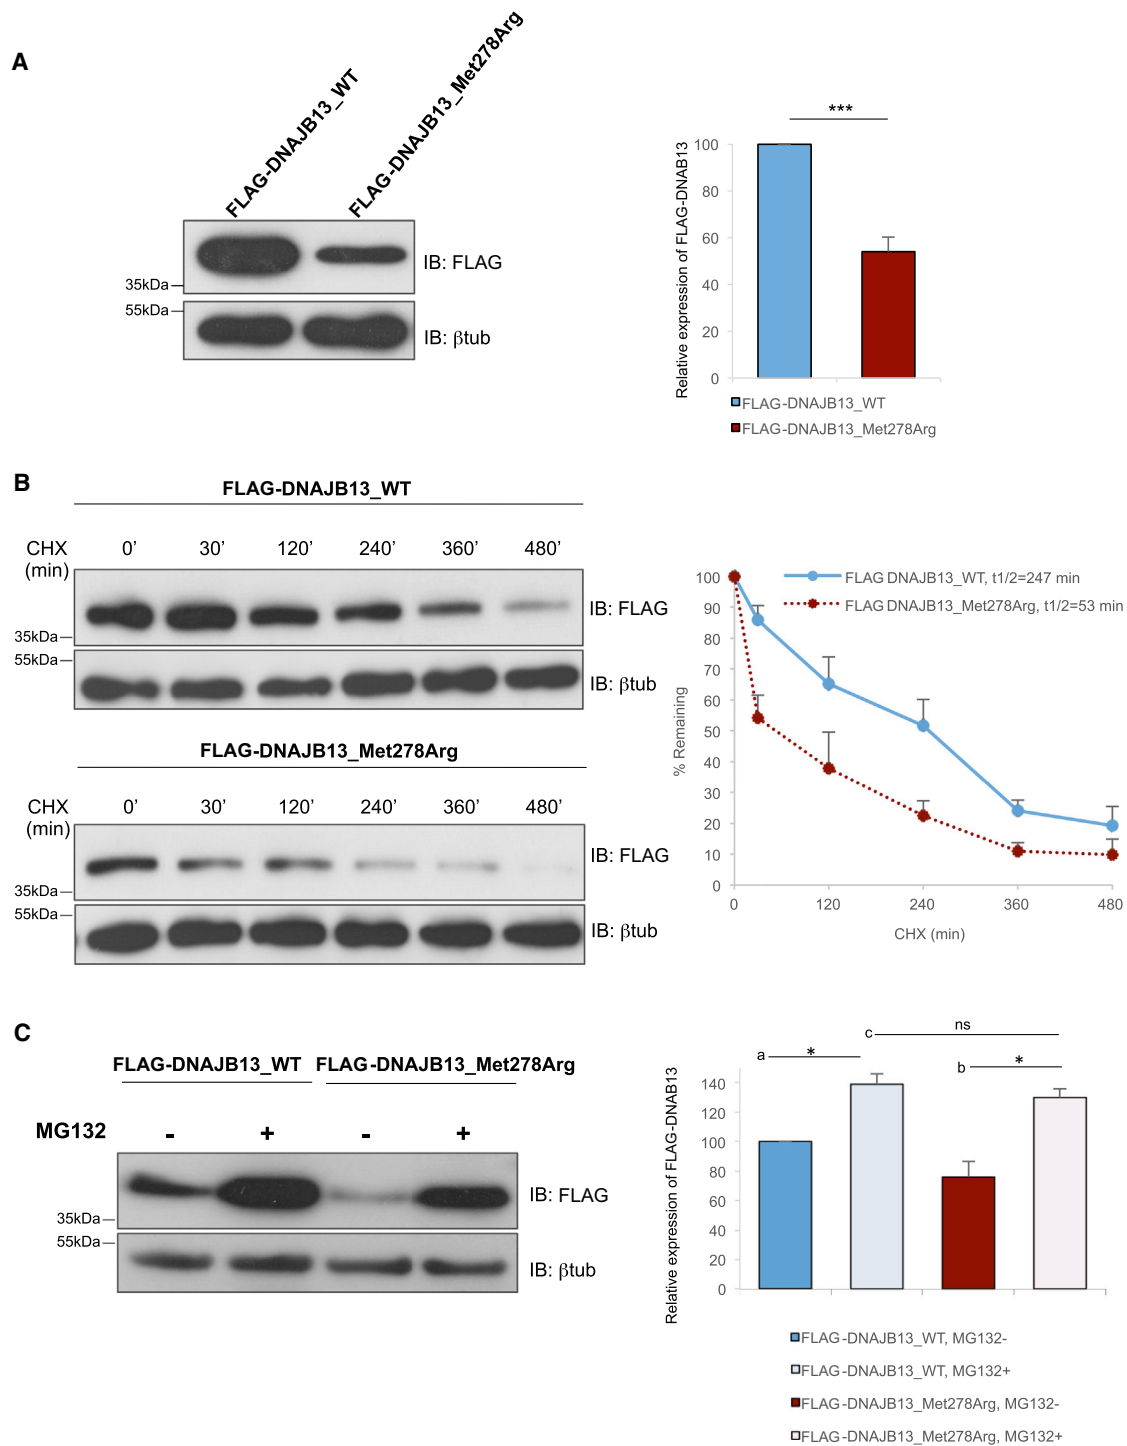 A
FLAG-DNAJB13_WT
FLAG-DNAJB13_Met278Arg
IB: FLAG
35kDa
55kDa
IB: βtub
***
Relative expression of FLAG-DNAB13
100
80
60
40
20
0
FLAG-DNAJB13_WT
FLAG-DNAJB13_Met278Arg
B
FLAG-DNAJB13_WT
CHX (min)
0’ 30’ 120’ 240’ 360’ 480’
IB: FLAG
35kDa
55kDa
IB: βtub
FLAG-DNAJB13_Met278Arg
CHX (min)
0’ 30’ 120’ 240’ 360’ 480’
IB: FLAG
35kDa
55kDa
IB: βtub
FLAG DNAJB13_WT, t1/2=247 min
FLAG DNAJB13_Met278Arg, t1/2=53 min
% Remaining
100
90
80
70
60
50
40
30
20
10
0
0 120 240 360 480
CHX (min)
C
FLAG-DNAJB13_WT FLAG-DNAJB13_Met278Arg
MG132 - + - +
IB: FLAG
35kDa
55kDa
IB: βtub
c ns
a * b *
Relative expression of FLAG-DNAB13
140
120
100
80
60
40
20
0
FLAG-DNAJB13_WT, MG132-
FLAG-DNAJB13_WT, MG132+
FLAG-DNAJB13_Met278Arg, MG132-
FLAG-DNAJB13_Met278Arg, MG132+